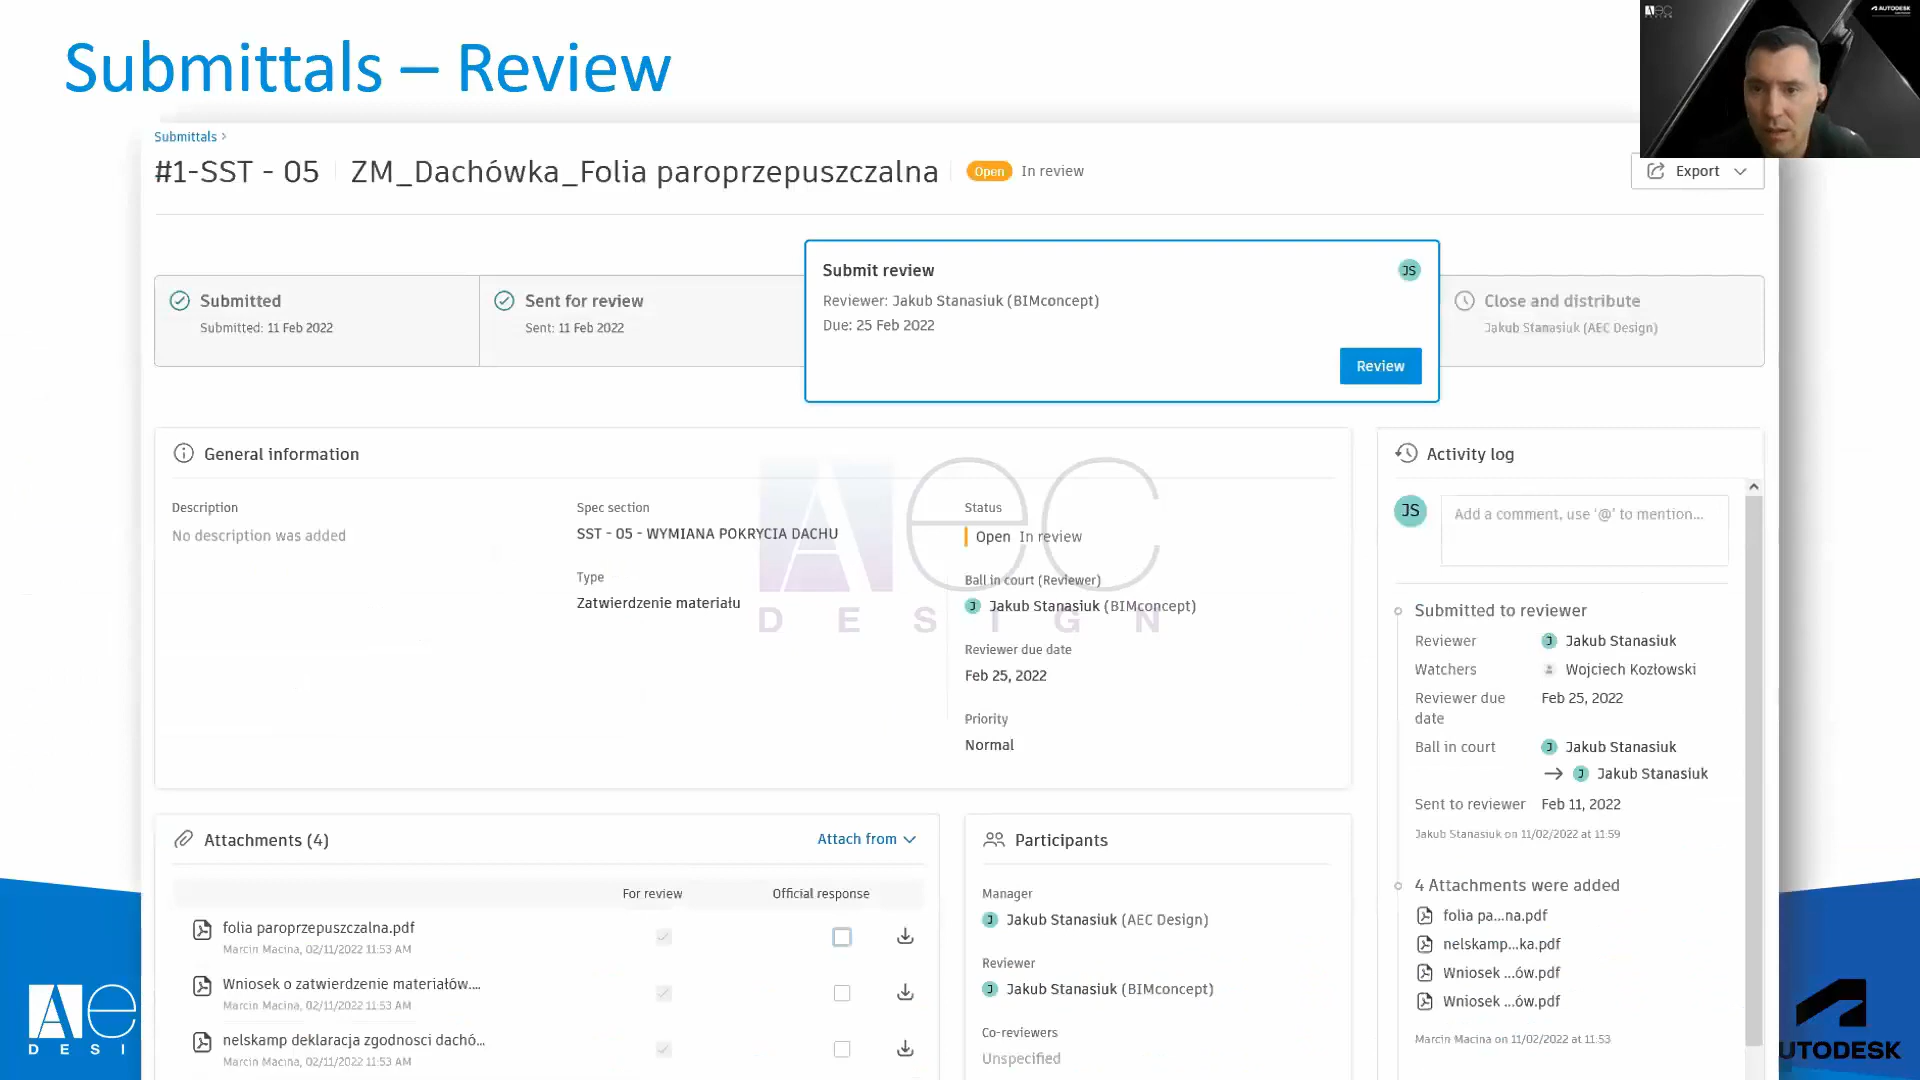 Submittals – Review
AEC
DESIGN
AUTODESK
Submittals >
#1-SST - 05 ZM_Dachówka_Folia paroprzepuszczalna Open In review
Export
Submitted
Submitted: 11 Feb 2022
Sent for review
Sent: 11 Feb 2022
Submit review JS
Reviewer: Jakub Stanasiuk (BIMconcept)
Due: 25 Feb 2022
Review
Close and distribute
Jakub Stanasiuk (AEC Design)
General information
Description
No description was added
Spec section
SST - 05 - WYMIANA POKRYCIA DACHU
Type
Zatwierdzenie materiału
Status
Open In review
Ball in court (Reviewer)
J Jakub Stanasiuk (BIMconcept)
Reviewer due date
Feb 25, 2022
Priority
Normal
AEC
DESIGN
Activity log
JS Add a comment, use ‘@’ to mention...
Submitted to reviewer
Reviewer J Jakub Stanasiuk
Watchers Wojciech Kozłowski
Reviewer due date Feb 25, 2022
Ball in court J Jakub Stanasiuk
→ J Jakub Stanasiuk
Sent to reviewer Feb 11, 2022
Jakub Stanasiuk on 11/02/2022 at 11:59
4 Attachments were added
folia pa...na.pdf
nelskamp...ka.pdf
Wniosek ...ów.pdf
Wniosek ...ów.pdf
Marcin Macina on 11/02/2022 at 11:53
Attachments (4) Attach from
For review Official response
folia paroprzepuszczalna.pdf
Marcin Macina, 02/11/2022 11:53 AM
Wniosek o zatwierdzenie materiałów....
Marcin Macina, 02/11/2022 11:53 AM
nelskamp deklaracja zgodnosci dachó...
Marcin Macina, 02/11/2022 11:53 AM
Participants
Manager
J Jakub Stanasiuk (AEC Design)
Reviewer
J Jakub Stanasiuk (BIMconcept)
Co-reviewers
Unspecified
Ae
DESI
UTODESK